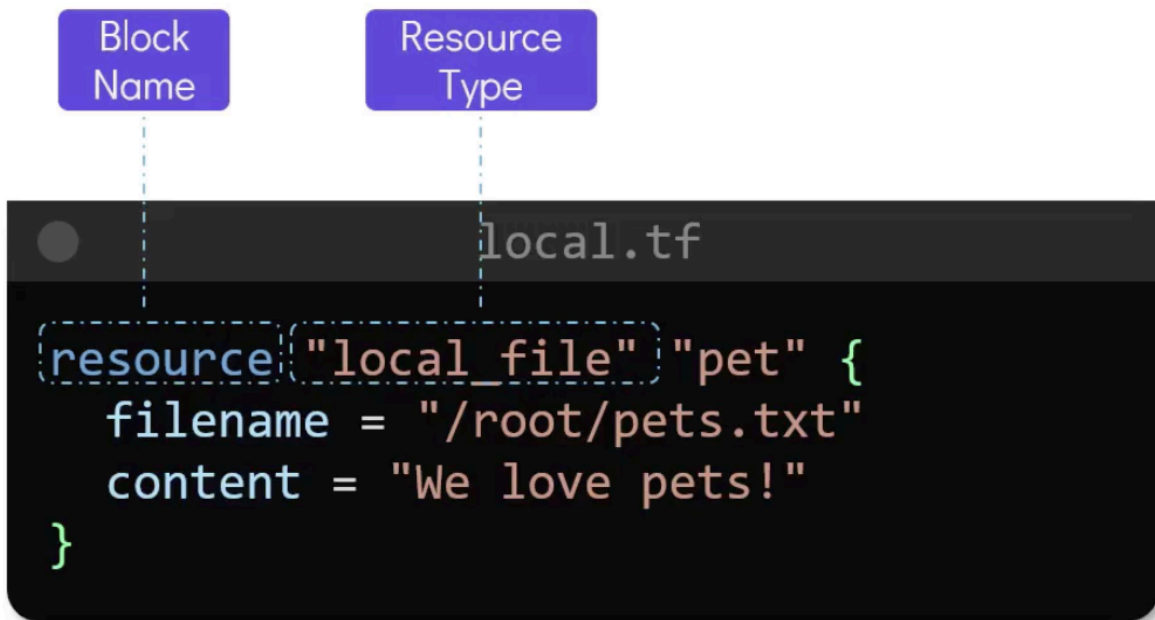 Block
Name
Resource
Type
local.tf
resource "local_file" "pet" {
filename = "/root/pets.txt"
content = "We love pets!"
}